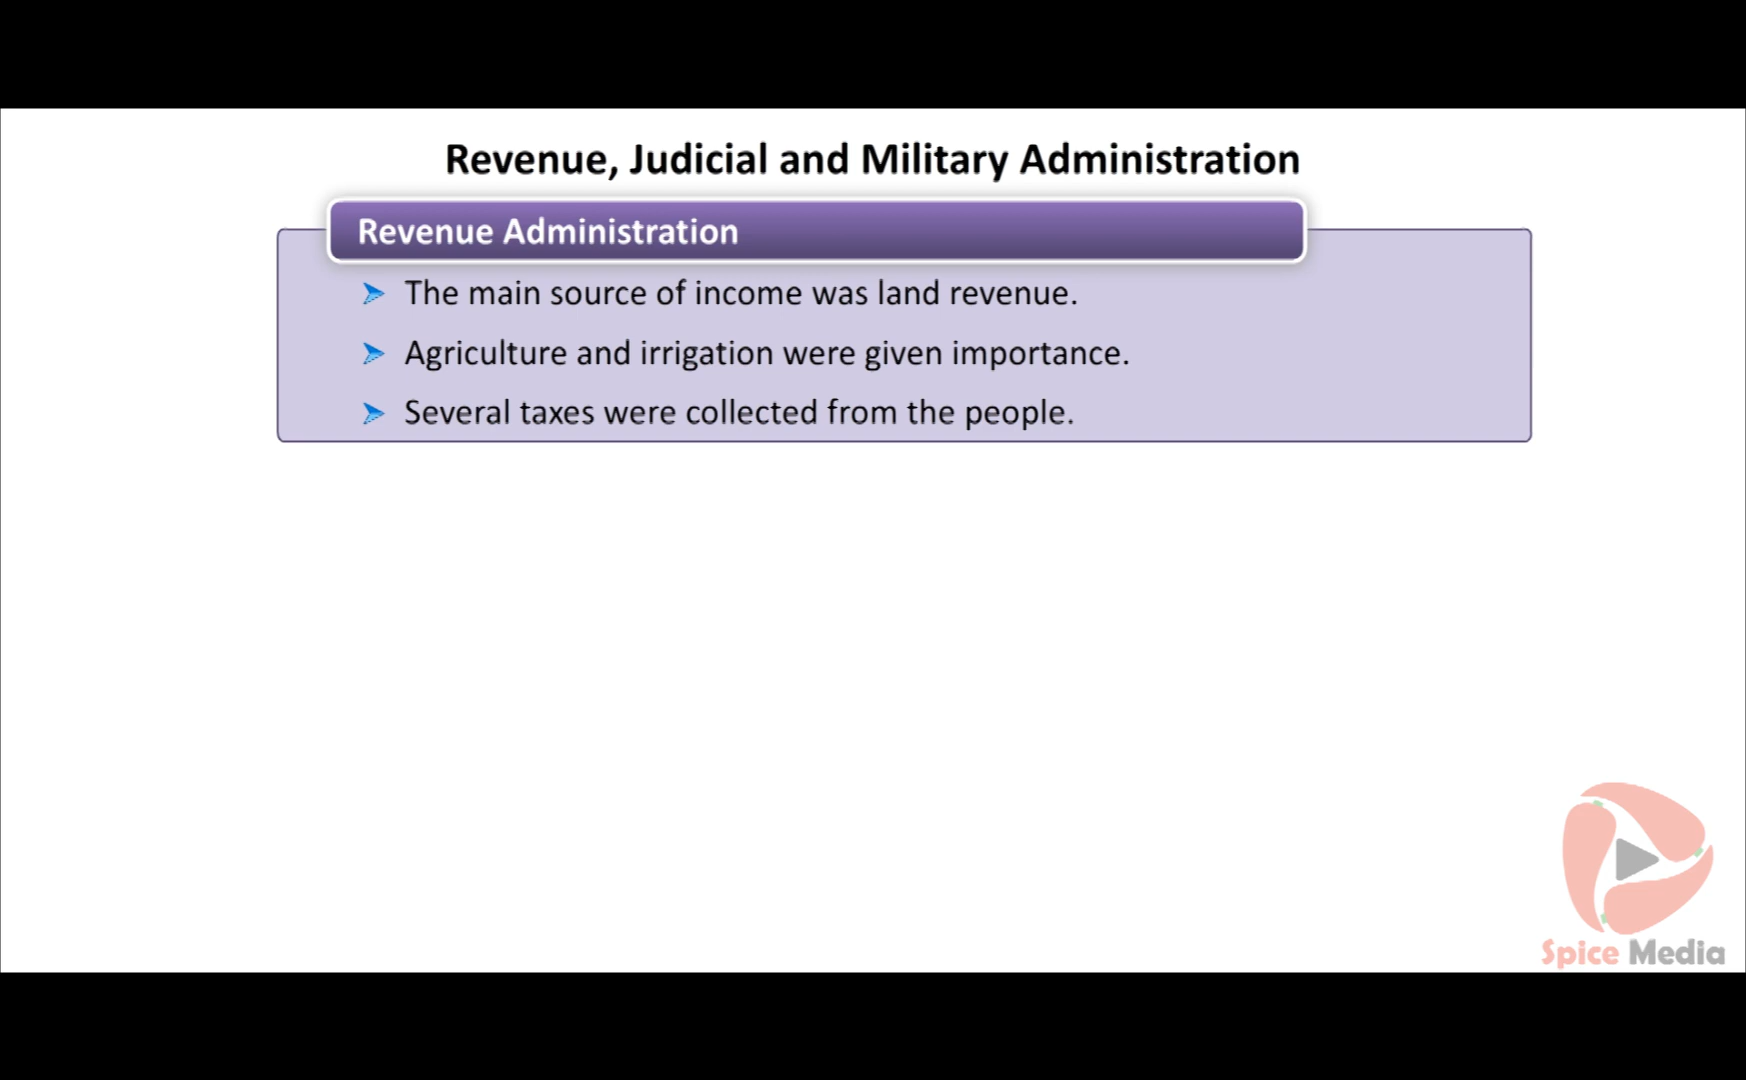 Revenue, Judicial and Military Administration
Revenue Administration
The main source of income was land revenue.
Agriculture and irrigation were given importance.
Several taxes were collected from the people.
Spice Media